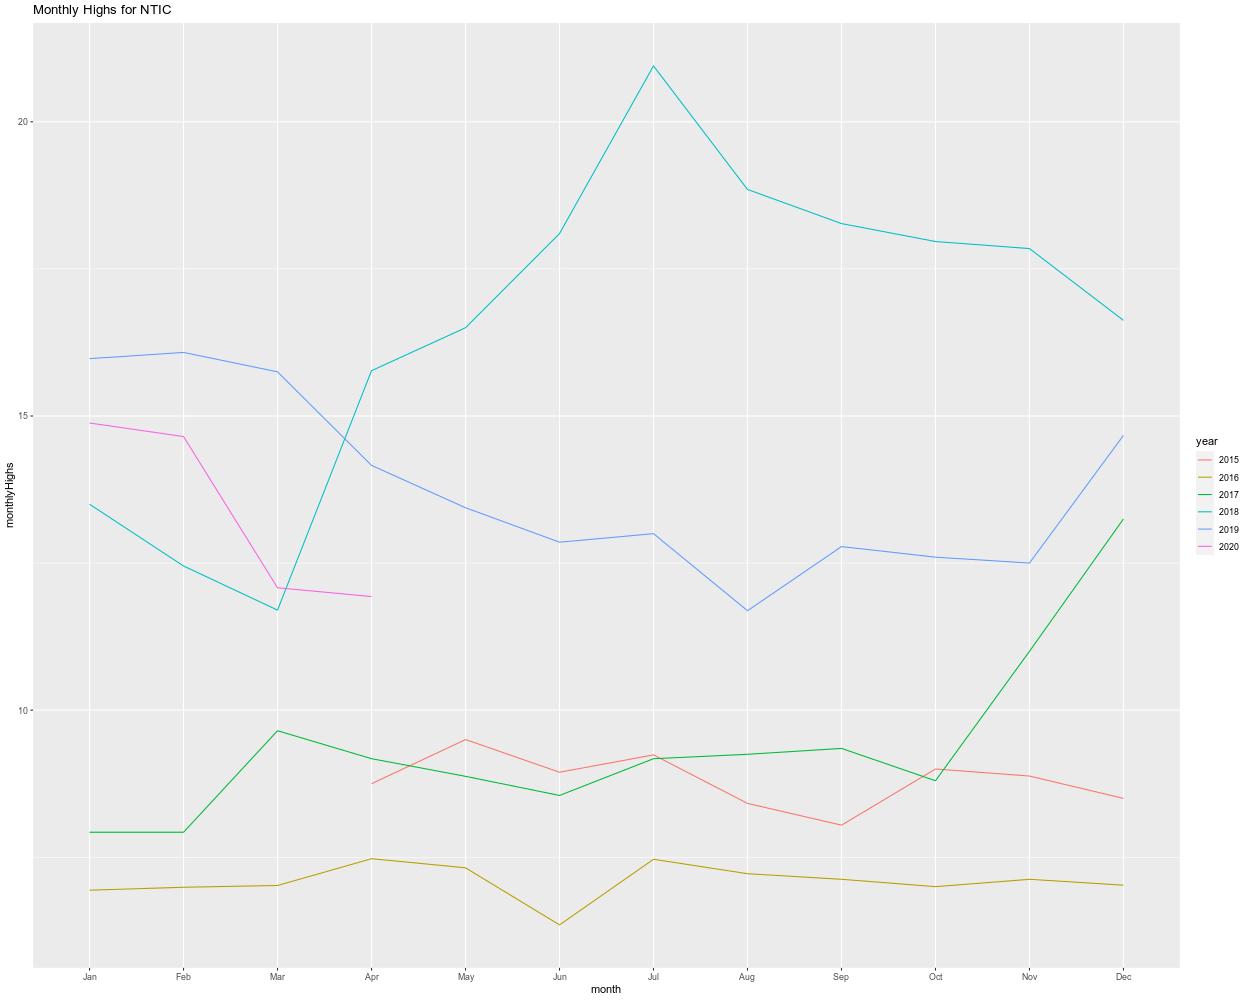 Monthly Highs for NTIC
monthlyHighs
20
15
10
Jan Feb Mar Apr May Jun Jul Aug Sep Oct Nov Dec
month
year
2015
2016
2017
2018
2019
2020